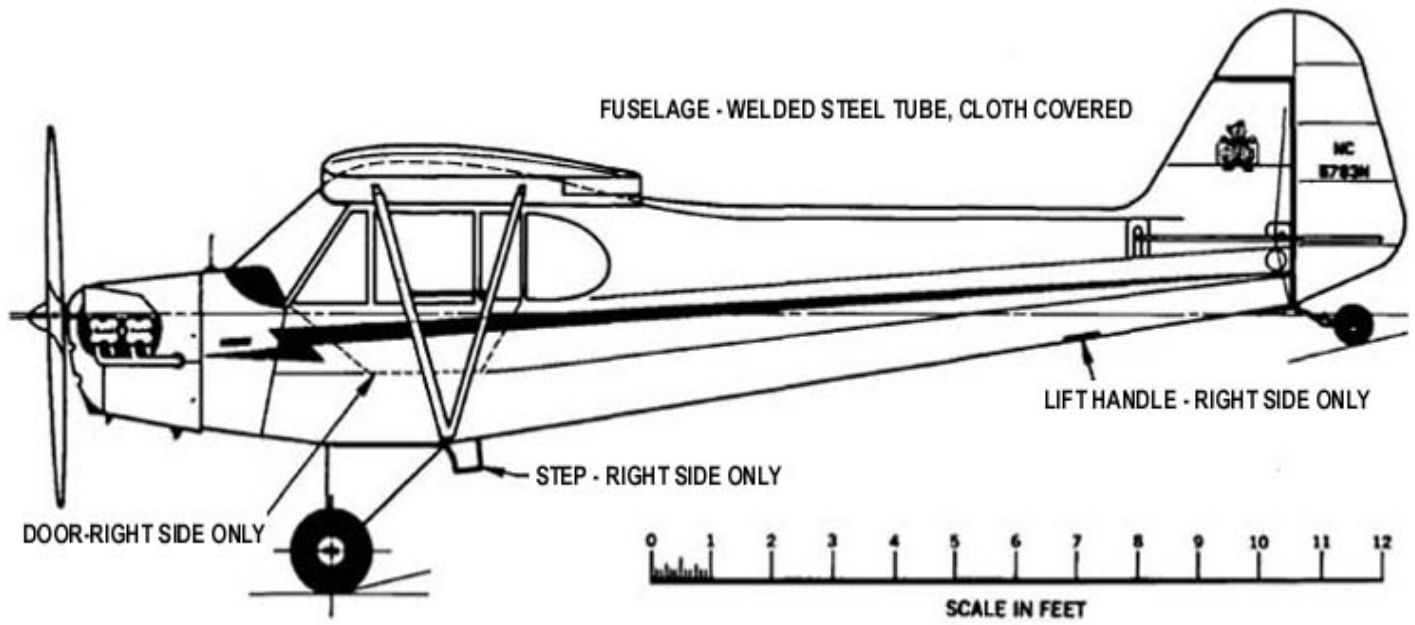 FUSELAGE - WELDED STEEL TUBE, CLOTH COVERED
NC
LIFT HANDLE - RIGHT SIDE ONLY
STEP - RIGHT SIDE ONLY
DOOR-RIGHT SIDE ONLY
0 1 2 3 4 5 6 7 8 9 10 11 12
SCALE IN FEET